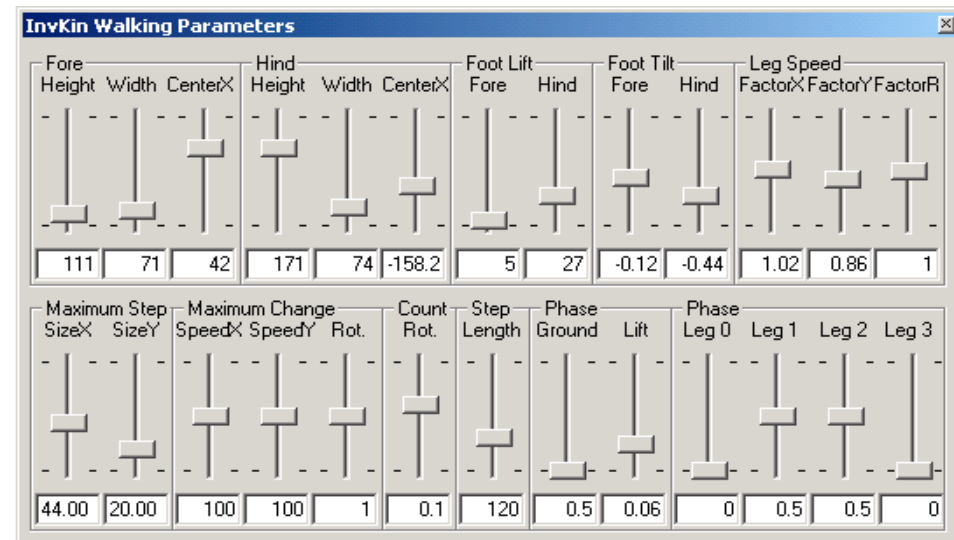 InvKin Walking Parameters
Fore Hind Foot Lift Foot Tilt Leg Speed
Height Width CenterX Height Width CenterX Fore Hind Fore Hind FactorX FactorY FactorR
111 71 42 171 74 -158.2 5 27 -0.12 -0.44 1.02 0.86 1
Maximum Step Maximum Change Count Step Phase Phase
SizeX SizeY SpeedX SpeedY Rot. Rot. Length Ground Lift Leg 0 Leg 1 Leg 2 Leg 3
44.00 20.00 100 100 1 0.1 120 0.5 0.06 0 0.5 0.5 0